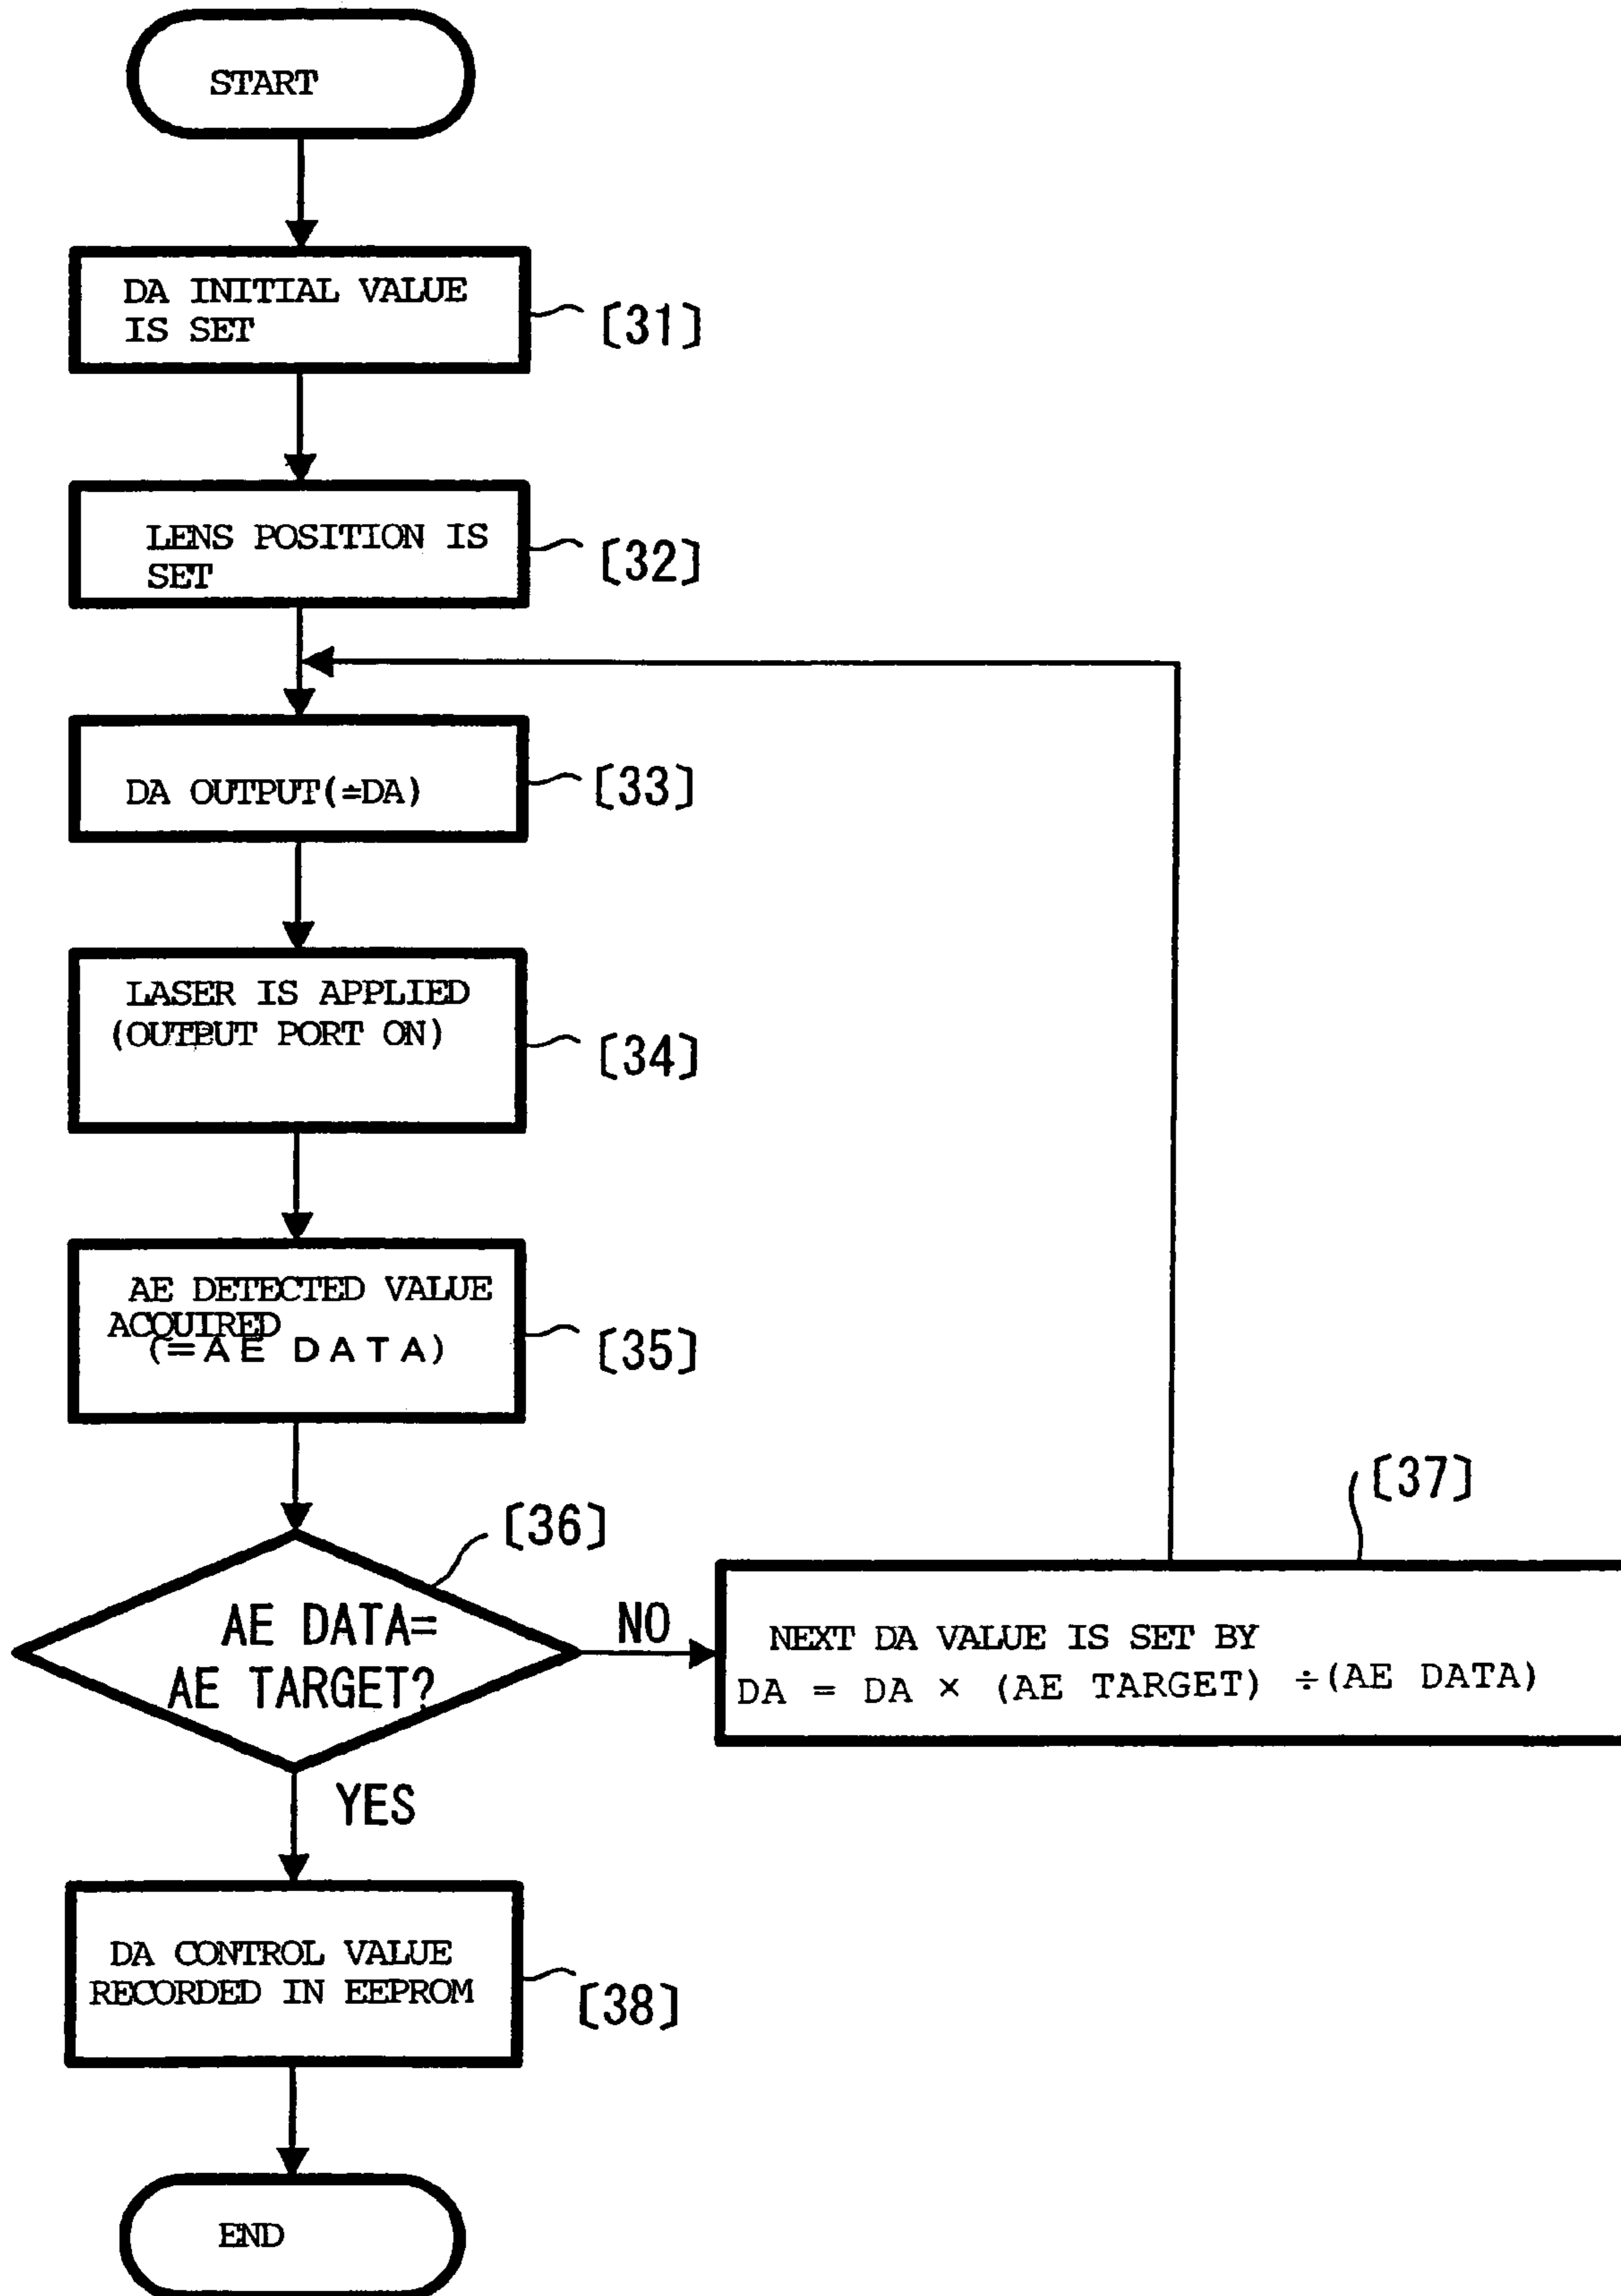 START
DA INITIAL VALUE
IS SET
〔31〕
LENS POSITION IS
SET
〔32〕
DA OUTPUT(=DA)
〔33〕
LASER IS APPLIED
(OUTPUT PORT ON)
〔34〕
AE DETECTED VALUE
ACQUIRED
(=AE DATA)
〔35〕
〔36〕
AE DATA=
AE TARGET?
NO
YES
〔37〕
NEXT DA VALUE IS SET BY
DA = DA × (AE TARGET) ÷(AE DATA)
DA CONTROL VALUE
RECORDED IN EEPROM
〔38〕
END